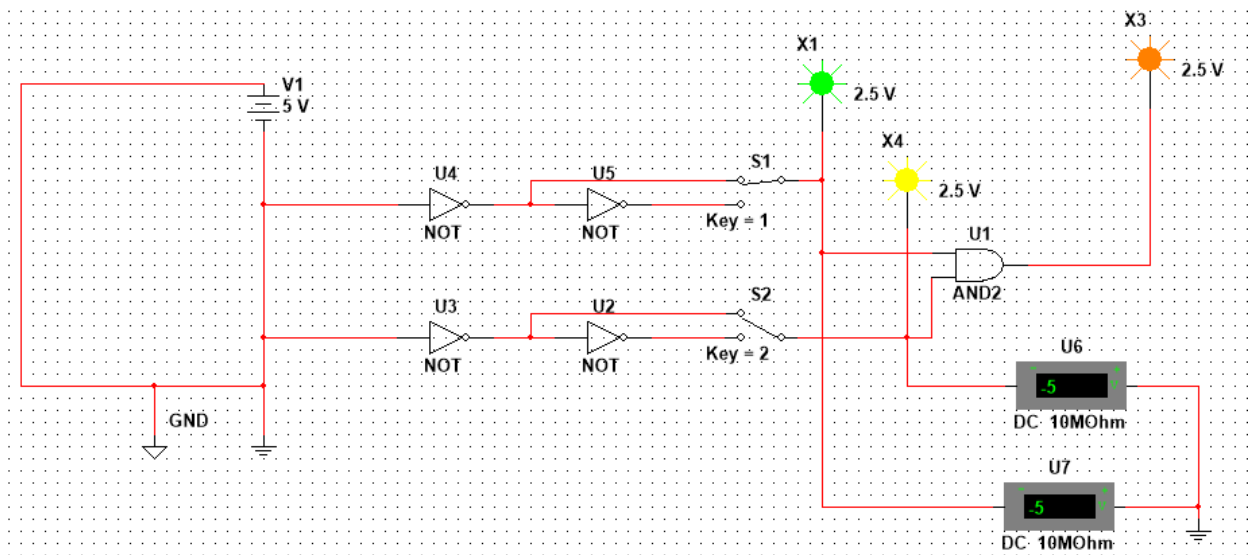 X3
2.5 V
X1
2.5 V
V1
5 V
X4
2.5 V
U4
NOT
U5
NOT
S1
Key = 1
U1
AND2
U3
NOT
U2
NOT
S2
Key = 2
GND
U6
- +
-5 V
DC 10MOhm
U7
- +
-5 V
DC 10MOhm